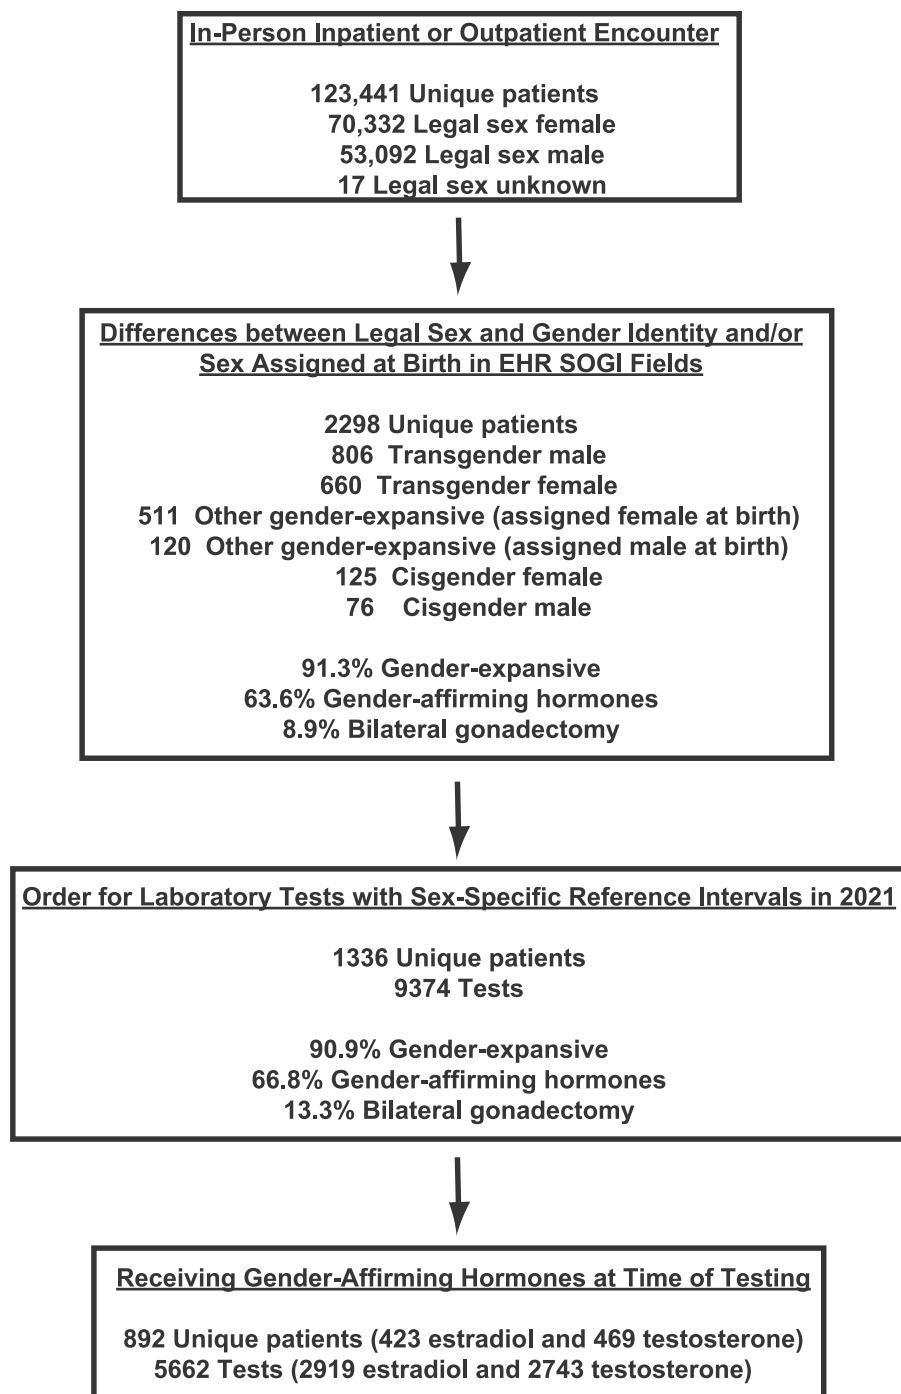 In-Person Inpatient or Outpatient Encounter
123,441 Unique patients
70,332 Legal sex female
53,092 Legal sex male
17 Legal sex unknown
Differences between Legal Sex and Gender Identity and/or
Sex Assigned at Birth in EHR SOGI Fields
2298 Unique patients
806 Transgender male
660 Transgender female
511 Other gender-expansive (assigned female at birth)
120 Other gender-expansive (assigned male at birth)
125 Cisgender female
76 Cisgender male
91.3% Gender-expansive
63.6% Gender-affirming hormones
8.9% Bilateral gonadectomy
Order for Laboratory Tests with Sex-Specific Reference Intervals in 2021
1336 Unique patients
9374 Tests
90.9% Gender-expansive
66.8% Gender-affirming hormones
13.3% Bilateral gonadectomy
Receiving Gender-Affirming Hormones at Time of Testing
892 Unique patients (423 estradiol and 469 testosterone)
5662 Tests (2919 estradiol and 2743 testosterone)